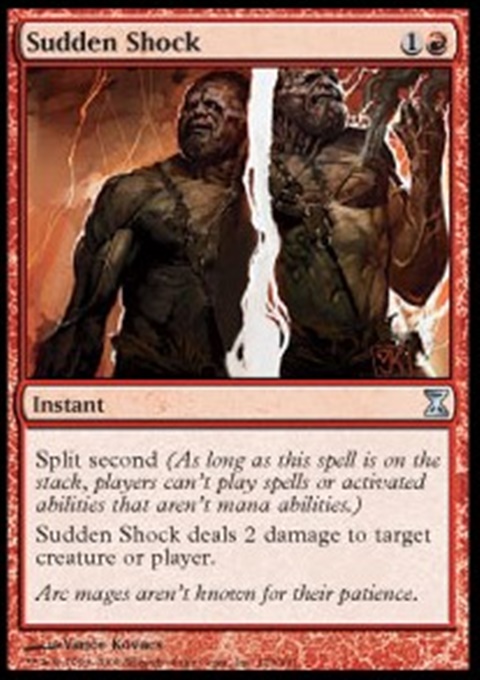 Sudden Shock 1
Instant
Split second (As long as this spell is on the
stack, players can't play spells or activated
abilities that aren't mana abilities.)
Sudden Shock deals 2 damage to target
creature or player.
Arc mages aren't known for their patience.
Vance Kovacs